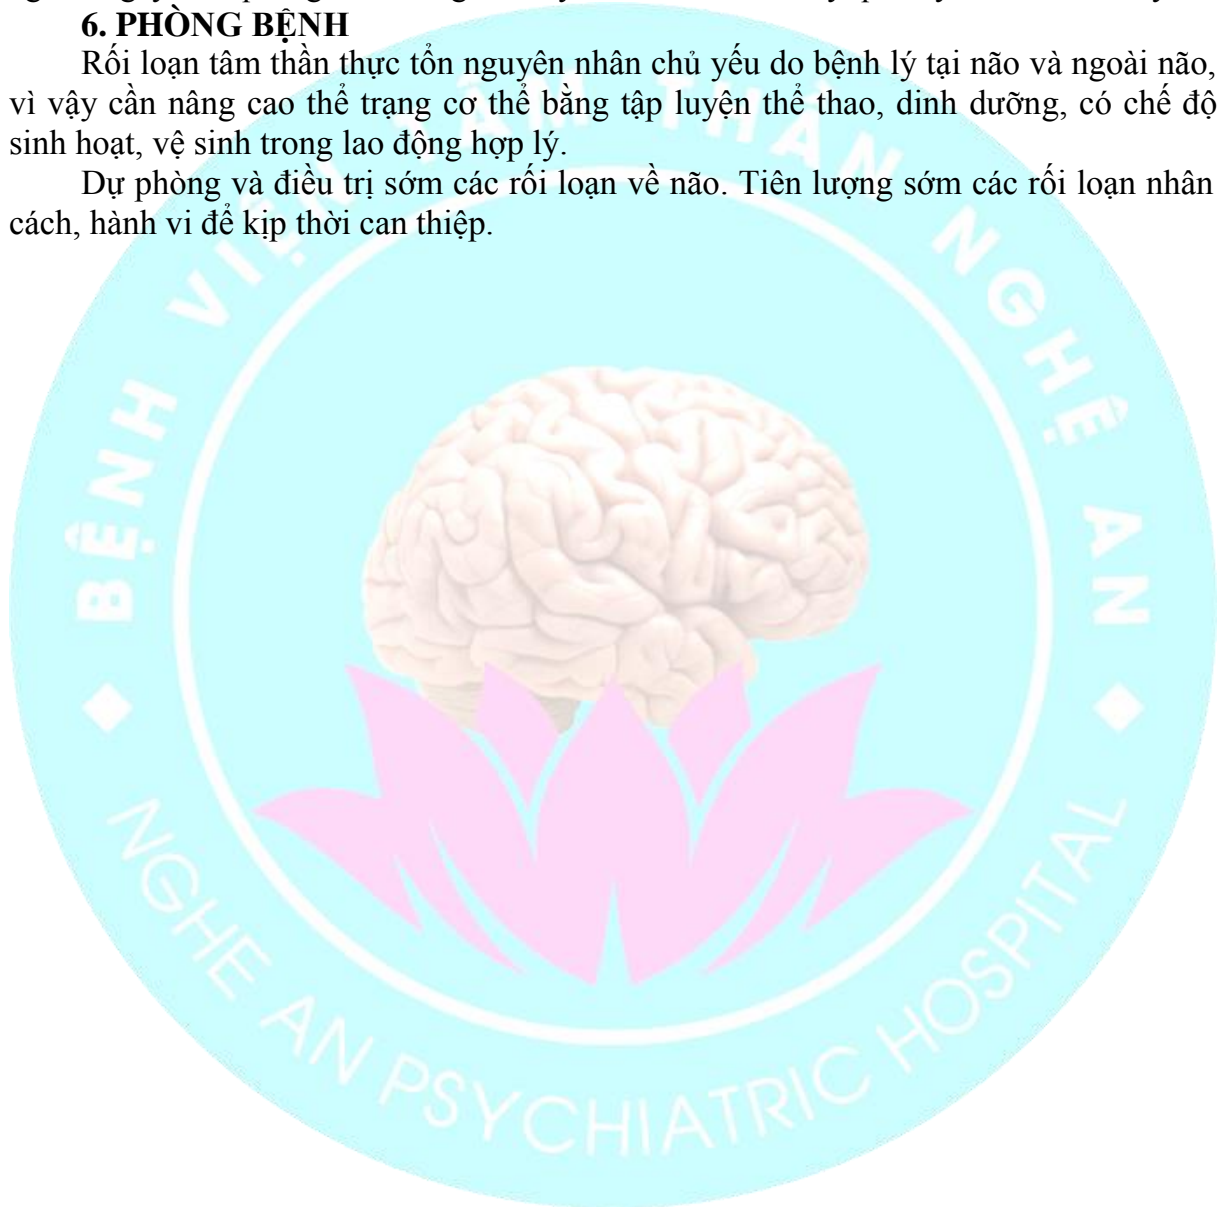 6. PHÒNG BỆNH
Rối loạn tâm thần thực tổn nguyên nhân chủ yếu do bệnh lý tại não và ngoài não,
vì vậy cần nâng cao thể trạng cơ thể bằng tập luyện thể thao, dinh dưỡng, có chế độ
sinh hoạt, vệ sinh trong lao động hợp lý.
Dự phòng và điều trị sớm các rối loạn về não. Tiên lượng sớm các rối loạn nhân
cách, hành vi để kịp thời can thiệp.
BỆNH VIỆN TÂM THẦN NGHỆ AN
NGHE AN PSYCHIATRIC HOSPITAL